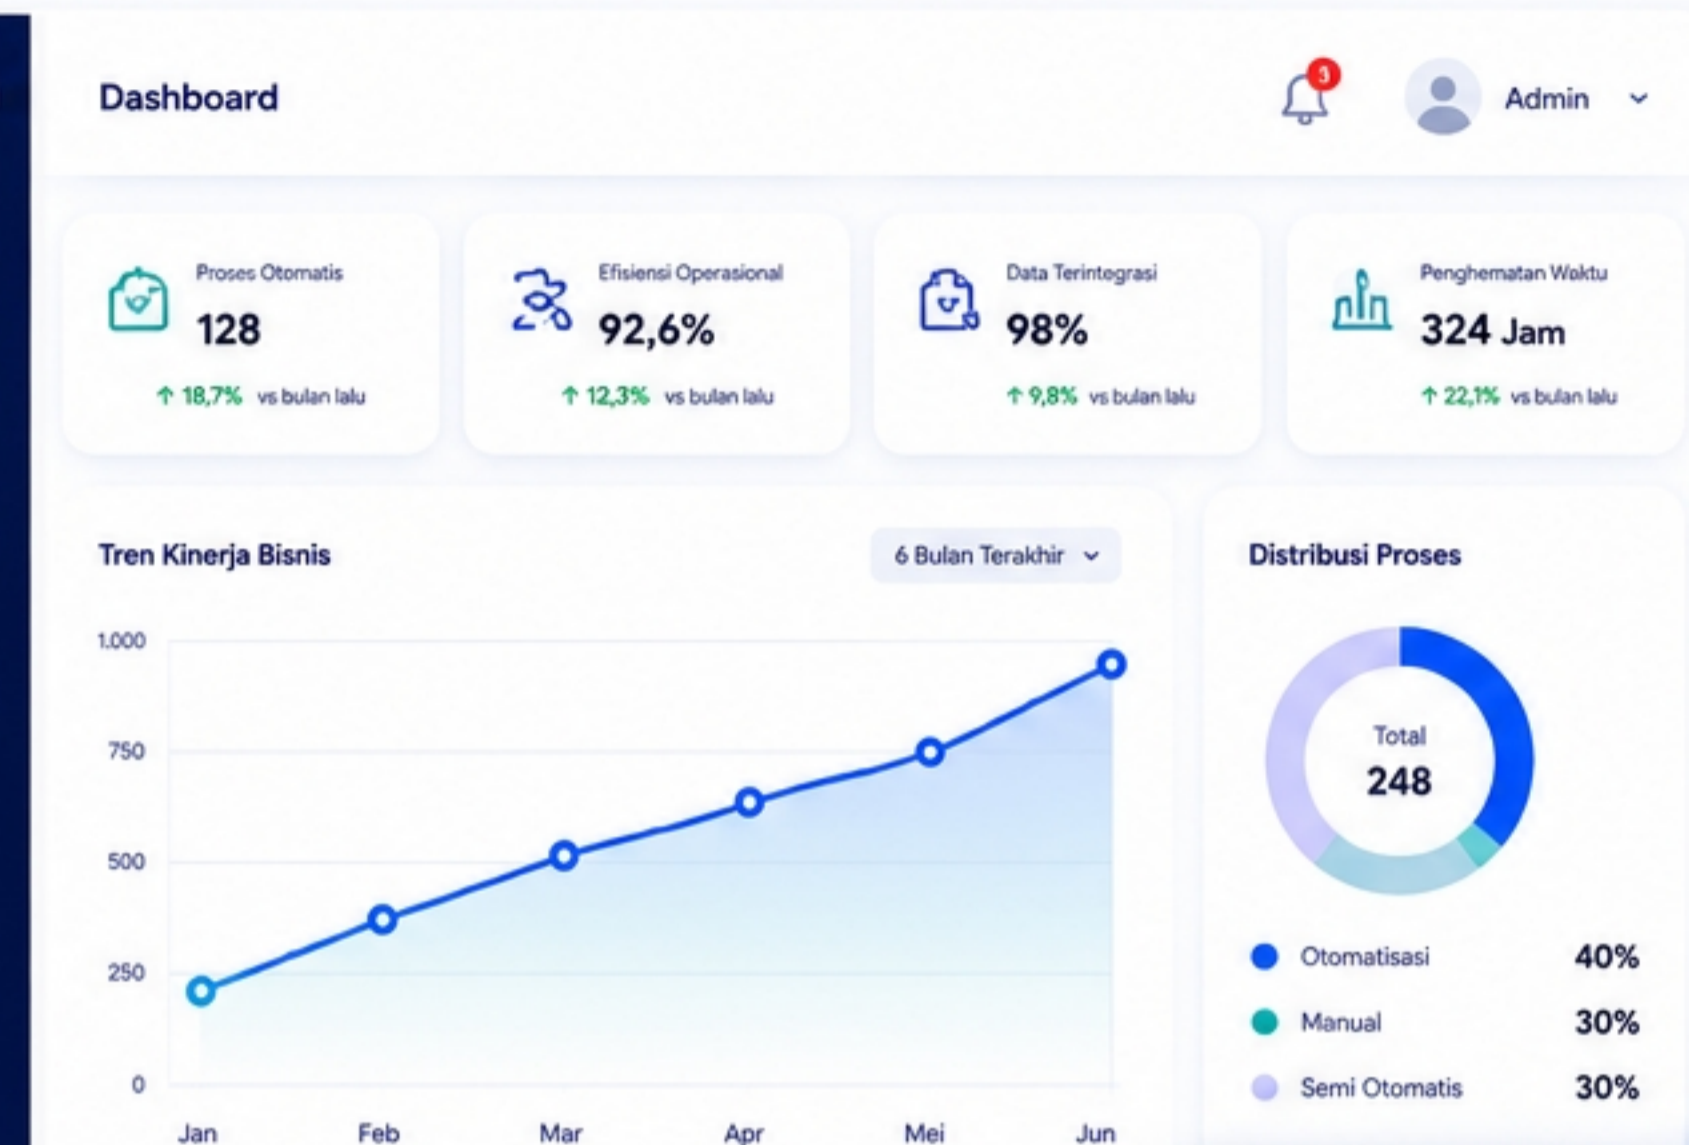 Dashboard
3
Admin
Proses Otomatis
128
↑ 18,7% vs bulan lalu
Efisiensi Operasional
92,6%
↑ 12,3% vs bulan lalu
Data Terintegrasi
98%
↑ 9,8% vs bulan lalu
Penghematan Waktu
324 Jam
↑ 22,1% vs bulan lalu
Tren Kinerja Bisnis
6 Bulan Terakhir
1.000
750
500
250
0
Jan Feb Mar Apr Mei Jun
Distribusi Proses
Total
248
Otomatisasi 40%
Manual 30%
Semi Otomatis 30%